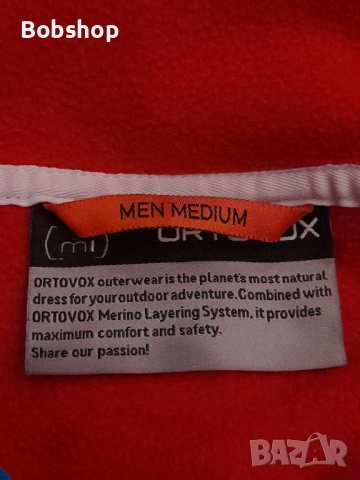 Bobshop
MEN MEDIUM
(mi) ORTOVOX
ORTOVOX outerwear is the planet's most natural
dress for your outdoor adventure. Combined with
ORTOVOX Merino Layering System, it provides
maximum comfort and safety.
Share our passion!
BAZAR